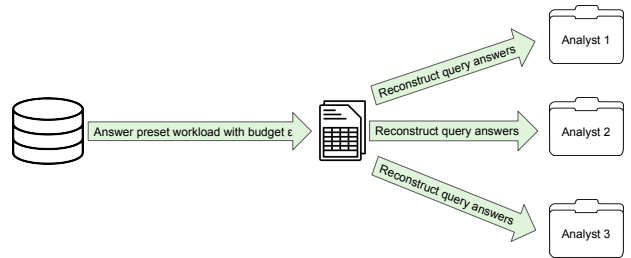 Answer preset workload with budget ε
Reconstruct query answers
Analyst 1
Reconstruct query answers
Analyst 2
Reconstruct query answers
Analyst 3